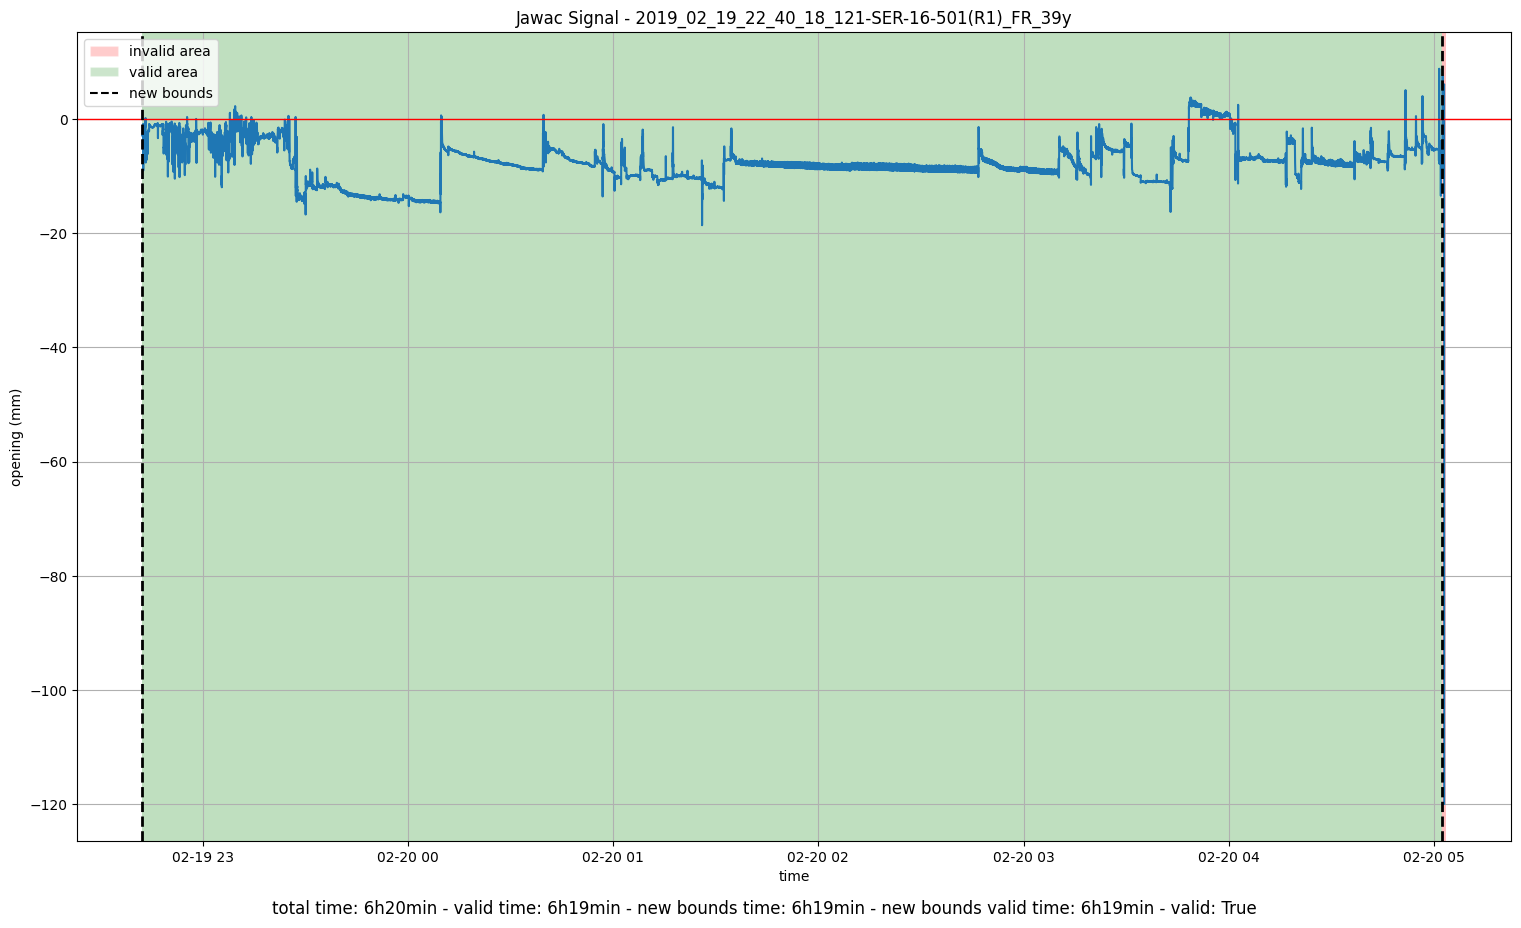 Jawac Signal - 2019_02_19_22_40_18_121-SER-16-501(R1)_FR_39y
invalid area
valid area
new bounds
0
−20
−40
−60
−80
−100
−120
opening (mm)
02-19 23 02-20 00 02-20 01 02-20 02 02-20 03 02-20 04 02-20 05
time
total time: 6h20min - valid time: 6h19min - new bounds time: 6h19min - new bounds valid time: 6h19min - valid: True